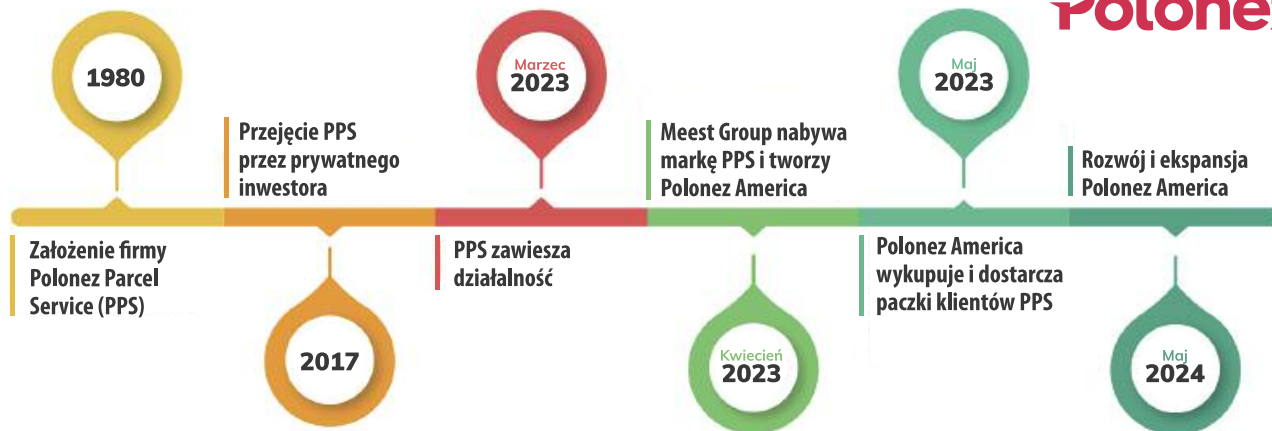 Polonez
1980
Założenie firmy
Polonez Parcel
Service (PPS)
Przejęcie PPS
przez prywatnego
inwestora
2017
Marzec
2023
PPS zawiesza
działalność
Meest Group nabywa
markę PPS i tworzy
Polonez America
Kwiecień
2023
Maj
2023
Polonez America
wykupuje i dostarcza
paczki klientów PPS
Rozwój i ekspansja
Polonez America
Maj
2024